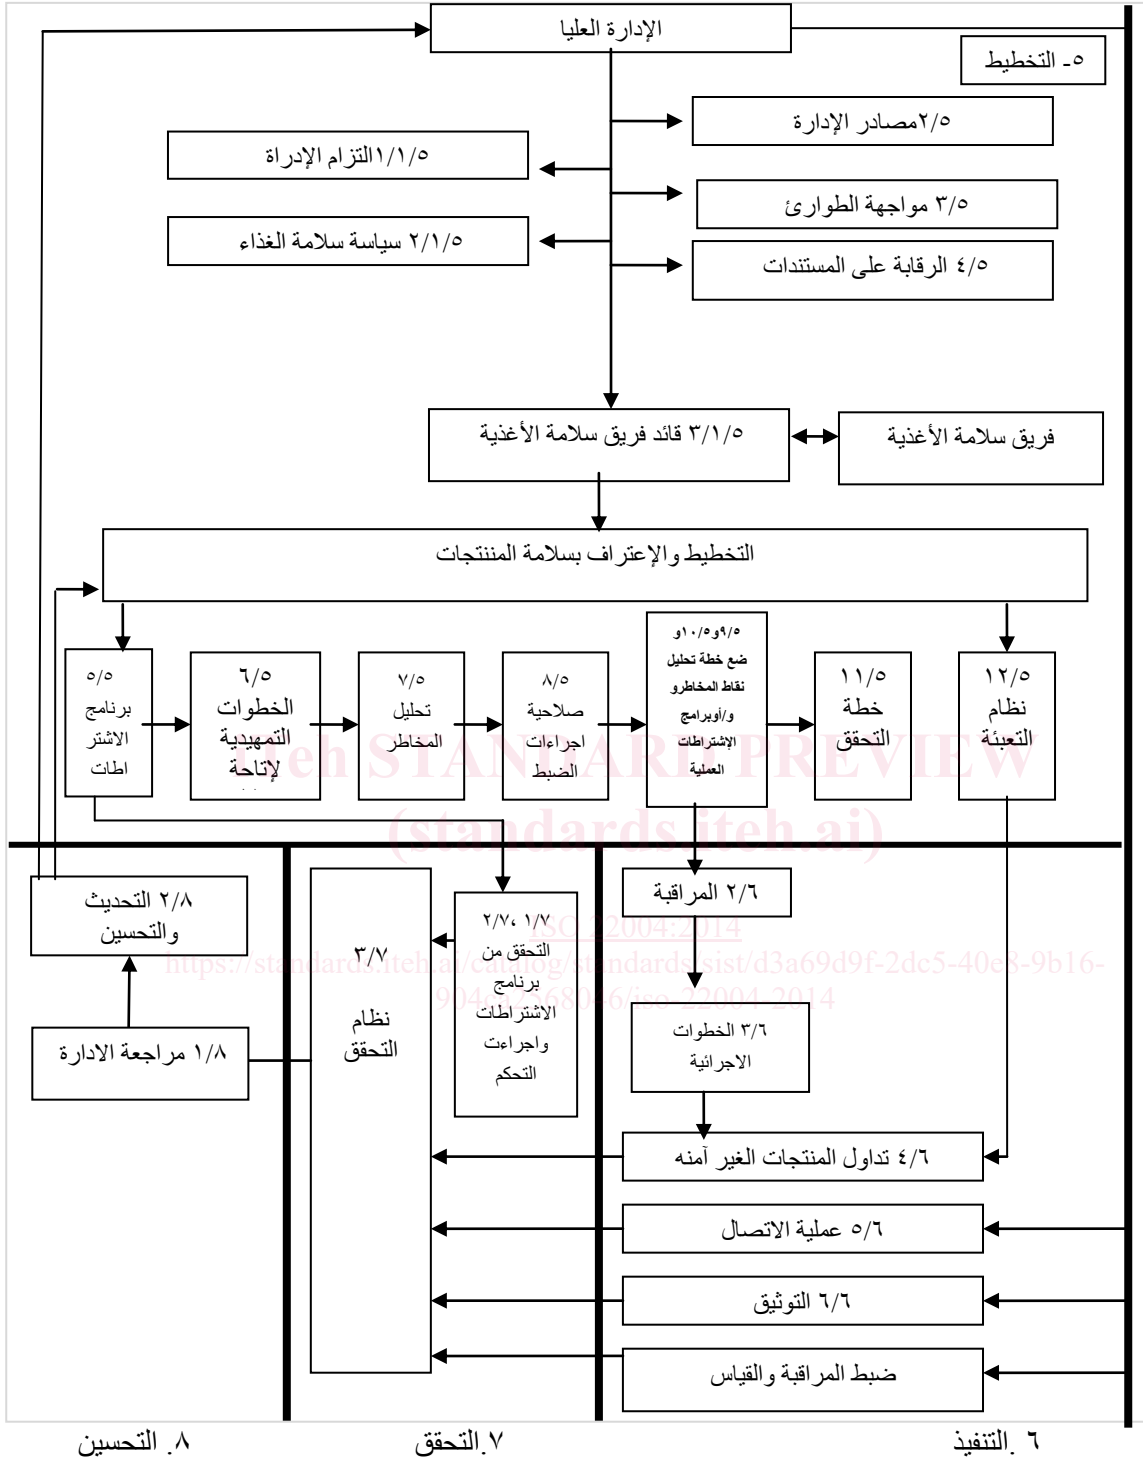 الإدارة العليا
٥- التخطيط
٢/٥مصادر الإدارة
١/١/٥التزام الإدراة
٣/٥ مواجهة الطوارئ
٢/١/٥ سياسة سلامة الغذاء
٤/٥ الرقابة على المستندات
٣/١/٥ قائد فريق سلامة الأغذية
فريق سلامة الأغذية
التخطيط والإعتراف بسلامة المننتجات
١٢/٥
نظام
التعبئة
١١/٥
خطة
التحقق
٩/٥و١٠/٥و
ضع خطة تحليل
نقاط المخاطرو
و/أوبرامج
الإشتراطات
العملية
٨/٥
صلاحية
اجراءات
الضبط
٧/٥
تحليل
المخاطر
٦/٥
الخطوات
التمهيدية
لإتاحة
٥/٥
برنامج
الاشتر
اطات
iTeh STANDARD PREVIEW
(standards.iteh.ai)
ISO 22004:2014
https://standards.iteh.ai/catalog/standards/sist/d3a69d9f-2dc5-40e8-9b16-
904ca2568046/iso-22004-2014
٢/٦ المراقبة
٣/٦ الخطوات
الاجرائية
٤/٦ تداول المنتجات الغير آمنه
٥/٦ عملية الاتصال
٦/٦ التوثيق
ضبط المراقبة والقياس
١/٧ ،٢/٧
التحقق من
برنامج
الاشتراطات
واجراءت
التحكم
٣/٧
نظام
التحقق
٢/٨ التحديث
والتحسين
١/٨ مراجعة الادارة
٦ .التنفيذ
٧.التحقق
٨. التحسين